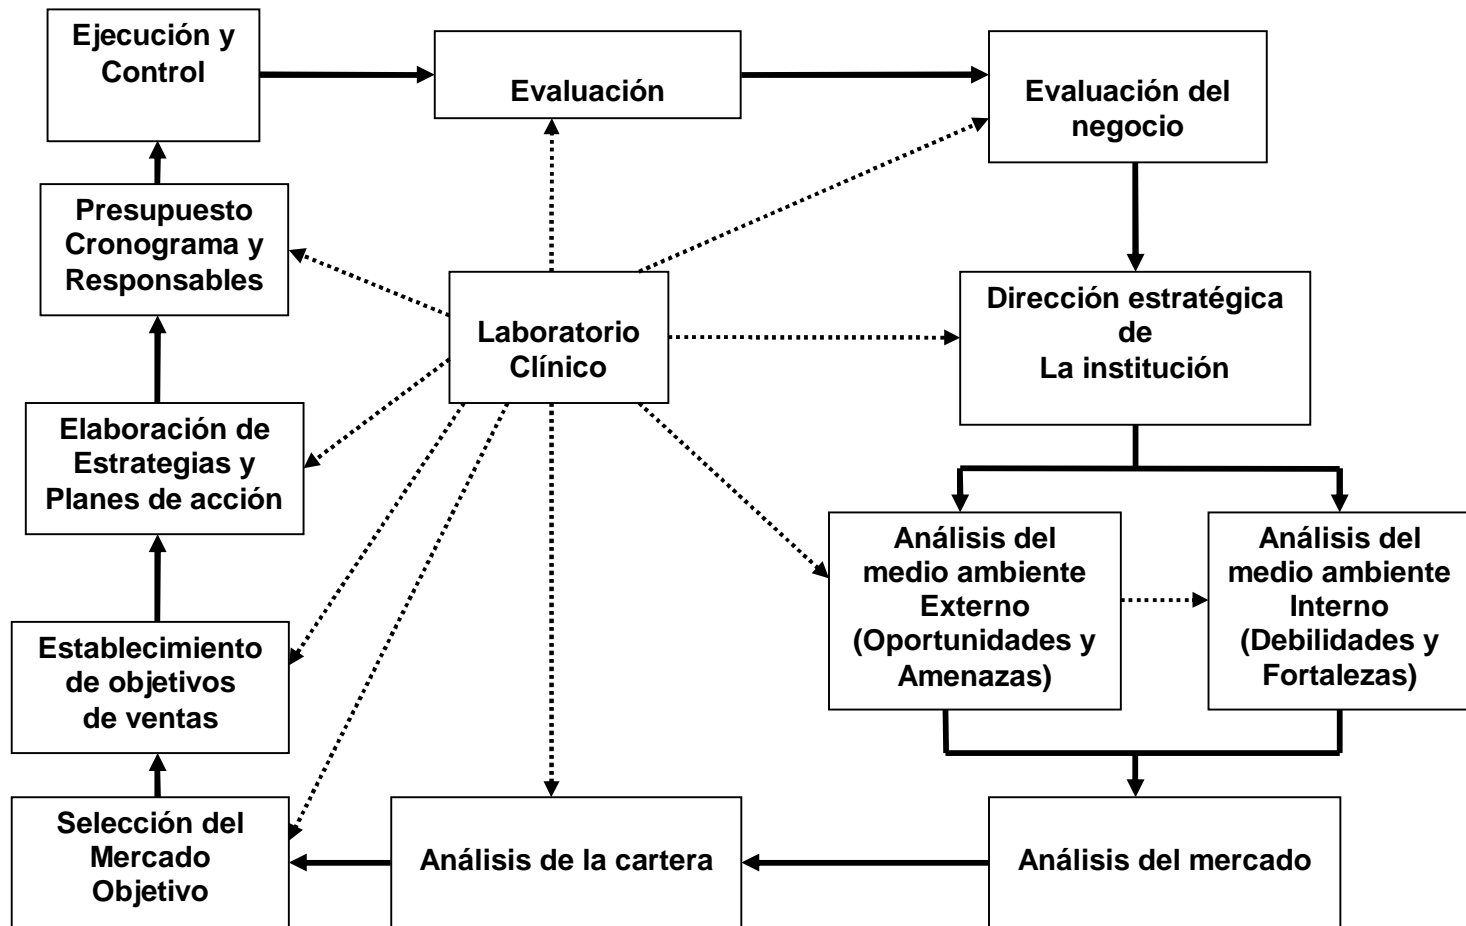 Ejecución y
Control
Evaluación
Evaluación del
negocio
Presupuesto
Cronograma y
Responsables
Laboratorio
Clínico
Dirección estratégica
de
La institución
Elaboración de
Estrategias y
Planes de acción
Análisis del
medio ambiente
Externo
(Oportunidades y
Amenazas)
Análisis del
medio ambiente
Interno
(Debilidades y
Fortalezas)
Establecimiento
de objetivos
de ventas
Selección del
Mercado
Objetivo
Análisis de la cartera
Análisis del mercado